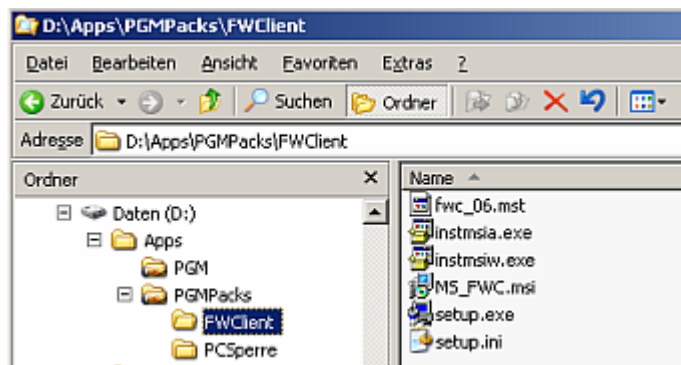 D:\Apps\PGMPacks\FWClient
Datei Bearbeiten Ansicht Favoriten Extras ?
Zurück Suchen Ordner
Adresse D:\Apps\PGMPacks\FWClient
Ordner
Daten (D:)
Apps
PGM
PGMPacks
FWClient
PCSperre
Name
fwc_06.mst
instmsia.exe
instmsiw.exe
MS_FWC.msi
setup.exe
setup.ini